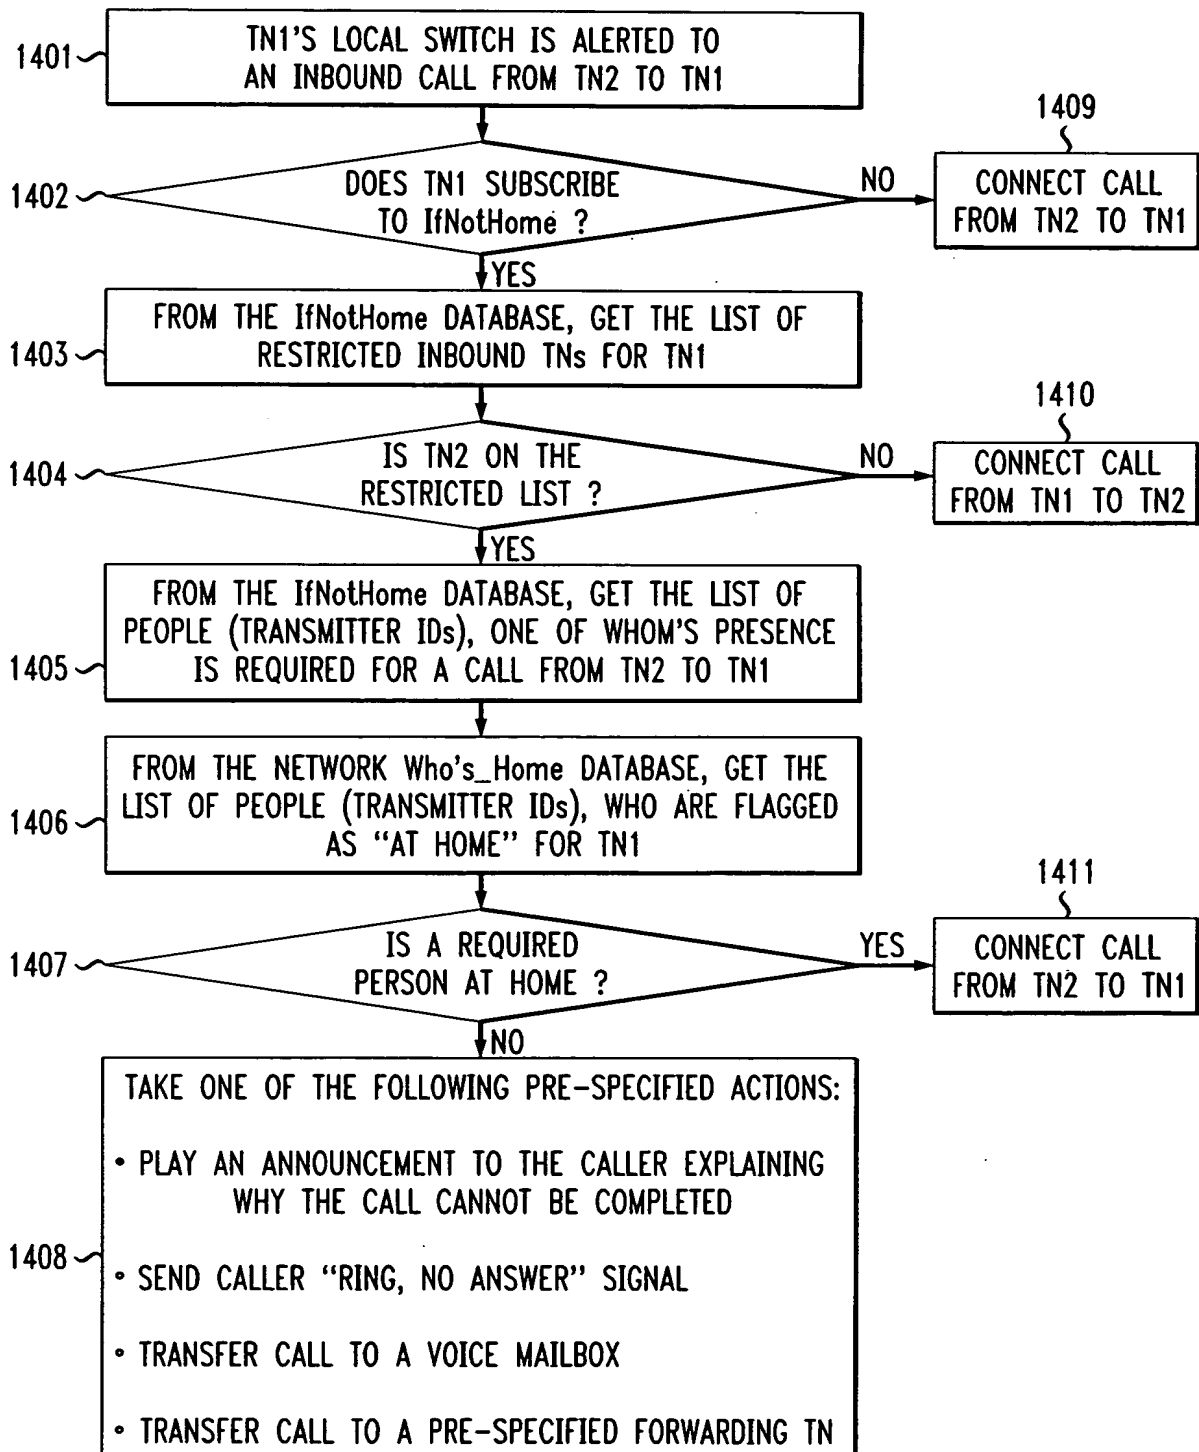 1401
TN1'S LOCAL SWITCH IS ALERTED TO
AN INBOUND CALL FROM TN2 TO TN1
1402
DOES TN1 SUBSCRIBE
TO IfNotHome ?
NO
1409
CONNECT CALL
FROM TN2 TO TN1
YES
1403
FROM THE IfNotHome DATABASE, GET THE LIST OF
RESTRICTED INBOUND TNs FOR TN1
1404
IS TN2 ON THE
RESTRICTED LIST ?
NO
1410
CONNECT CALL
FROM TN1 TO TN2
YES
1405
FROM THE IfNotHome DATABASE, GET THE LIST OF
PEOPLE (TRANSMITTER IDs), ONE OF WHOM'S PRESENCE
IS REQUIRED FOR A CALL FROM TN2 TO TN1
1406
FROM THE NETWORK Who's_Home DATABASE, GET THE
LIST OF PEOPLE (TRANSMITTER IDs), WHO ARE FLAGGED
AS "AT HOME" FOR TN1
1407
IS A REQUIRED
PERSON AT HOME ?
YES
1411
CONNECT CALL
FROM TN2 TO TN1
NO
1408
TAKE ONE OF THE FOLLOWING PRE-SPECIFIED ACTIONS:
• PLAY AN ANNOUNCEMENT TO THE CALLER EXPLAINING
WHY THE CALL CANNOT BE COMPLETED
• SEND CALLER "RING, NO ANSWER" SIGNAL
• TRANSFER CALL TO A VOICE MAILBOX
• TRANSFER CALL TO A PRE-SPECIFIED FORWARDING TN